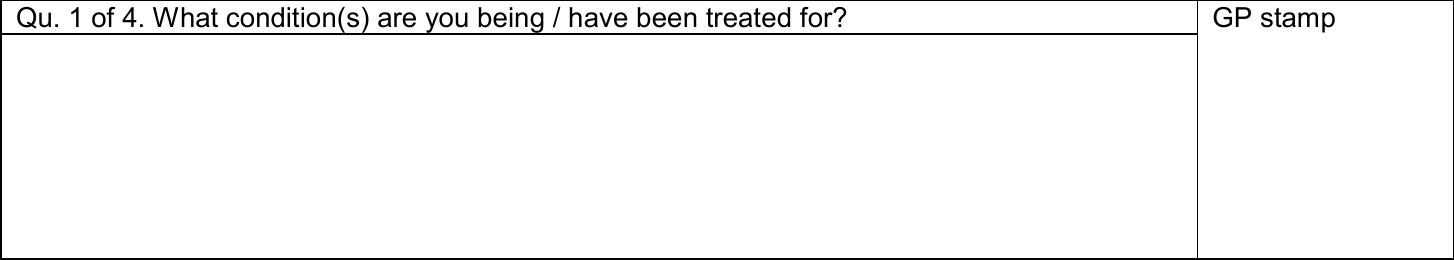 Qu. 1 of 4. What condition(s) are you being / have been treated for?
GP stamp